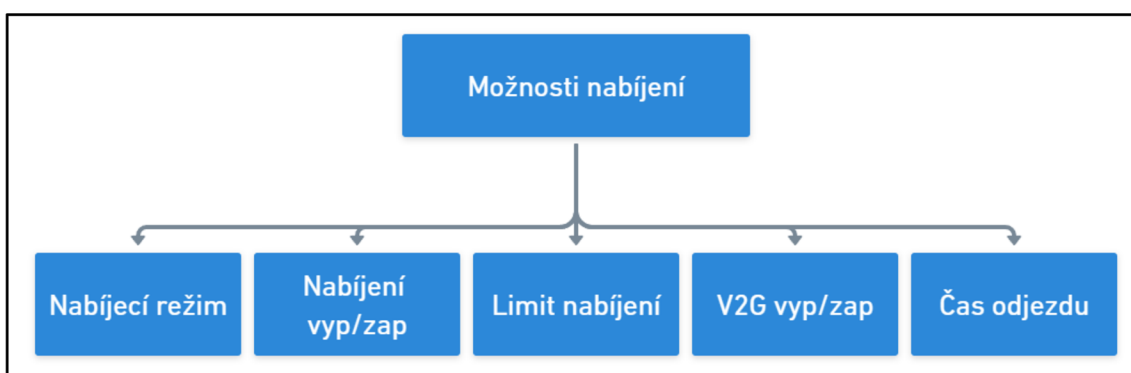 Možnosti nabíjení
Nabíjecí režim
Nabíjení
vyp/zap
Limit nabíjení
V2G vyp/zap
Čas odjezdu